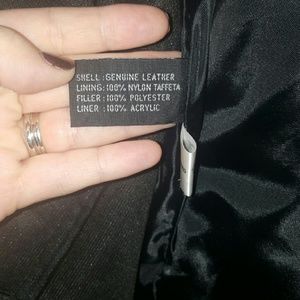 SHELL : GENUINE LEATHER
LINING : 100% NYLON TAFFETA
FILLER : 100% POLYESTER
LINER : 100% ACRYLIC